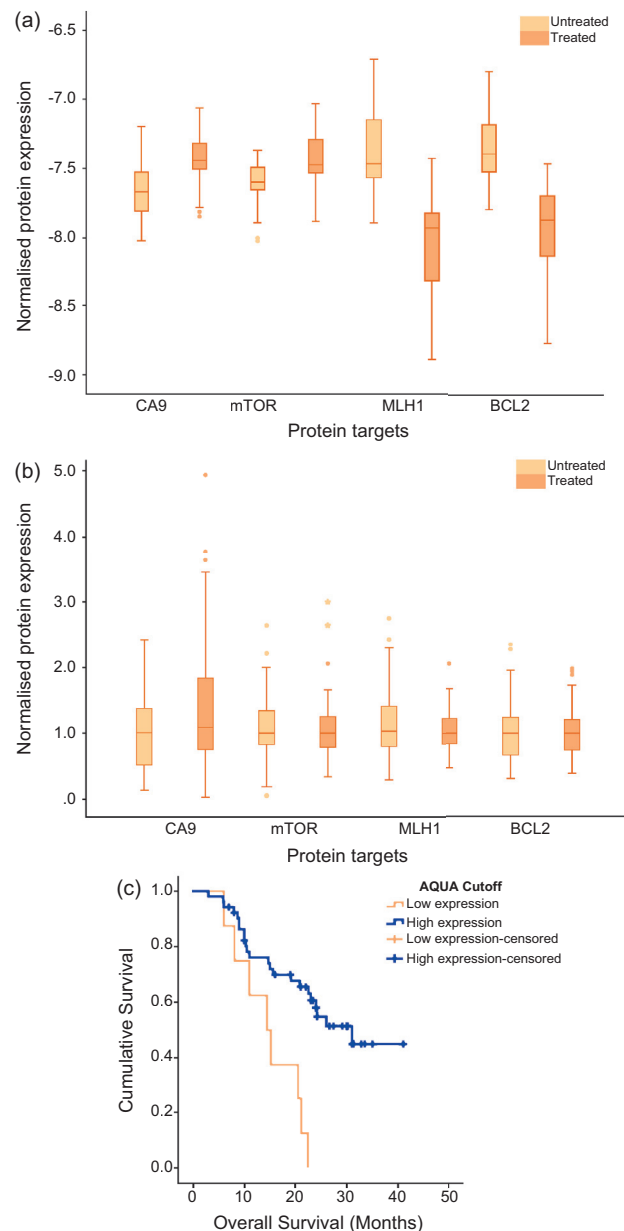 (a)
-6.5
-7.0
-7.5
-8.0
-8.5
-9.0
Normalised protein expression
Untreated
Treated
CA9 mTOR MLH1 BCL2
Protein targets
(b)
5.0
4.0
3.0
2.0
1.0
.0
Normalised protein expression
Untreated
Treated
CA9 mTOR MLH1 BCL2
Protein targets
(c)
1.0
0.8
0.6
0.4
0.2
0.0
Cumulative Survival
AQUA Cutoff
Low expression
High expression
Low expression-censored
High expression-censored
0 10 20 30 40 50
Overall Survival (Months)